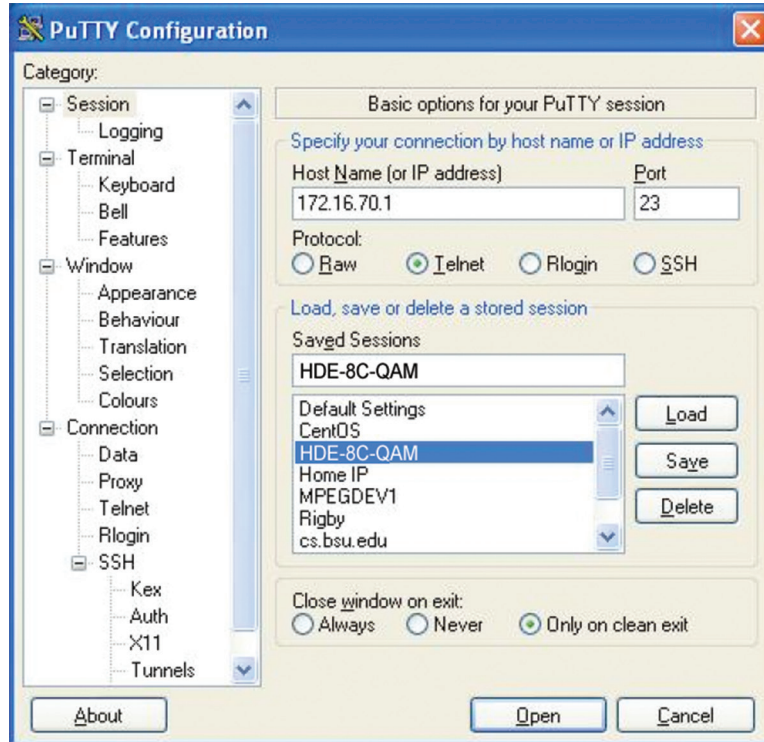 PuTTY Configuration
Category:
Session
Logging
Terminal
Keyboard
Bell
Features
Window
Appearance
Behaviour
Translation
Selection
Colours
Connection
Data
Proxy
Telnet
Rlogin
SSH
Kex
Auth
X11
Tunnels
Basic options for your PuTTY session
Specify your connection by host name or IP address
Host Name (or IP address) Port
172.16.70.1 23
Protocol:
Raw Telnet Rlogin SSH
Load, save or delete a stored session
Saved Sessions
HDE-8C-QAM
Default Settings
CentOS
HDE-8C-QAM
Home IP
MPEGDEV1
Rigby
cs.bsu.edu
Load
Save
Delete
Close window on exit:
Always Never Only on clean exit
About Open Cancel